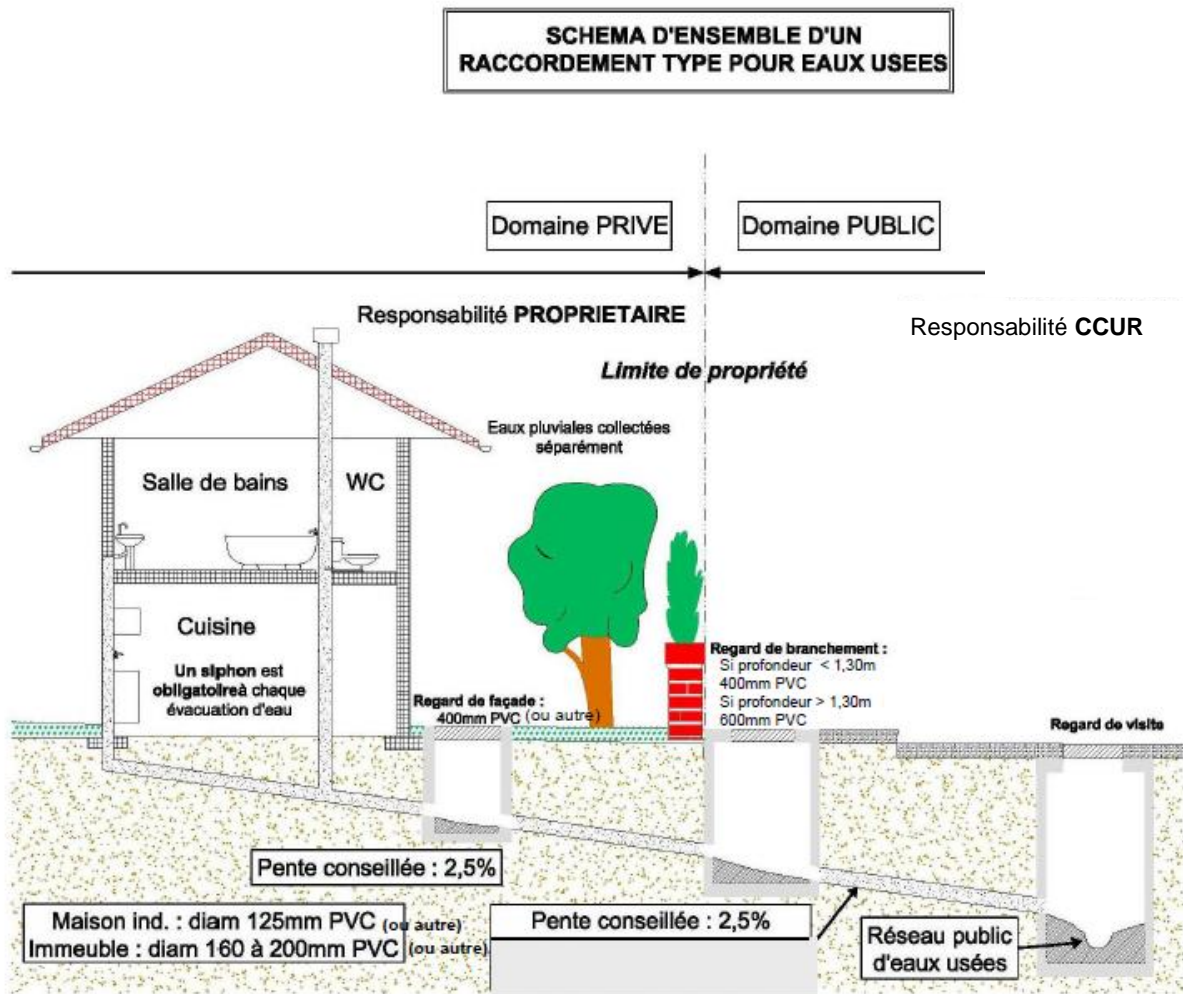 SCHEMA D'ENSEMBLE D'UN
RACCORDEMENT TYPE POUR EAUX USEES
Domaine PRIVE
Domaine PUBLIC
Responsabilité PROPRIETAIRE
Responsabilité CCUR
Limite de propriété
Eaux pluviales collectées
séparément
Salle de bains
WC
Cuisine
Un siphon est
obligatoireà chaque
évacuation d'eau
Regard de façade :
400mm PVC (ou autre)
Regard de branchement :
Si profondeur < 1,30m
400mm PVC
Si profondeur > 1,30m
600mm PVC
Regard de visite
Pente conseillée : 2,5%
Maison ind. : diam 125mm PVC (ou autre)
Immeuble : diam 160 à 200mm PVC (ou autre)
Pente conseillée : 2,5%
Réseau public
d'eaux usées